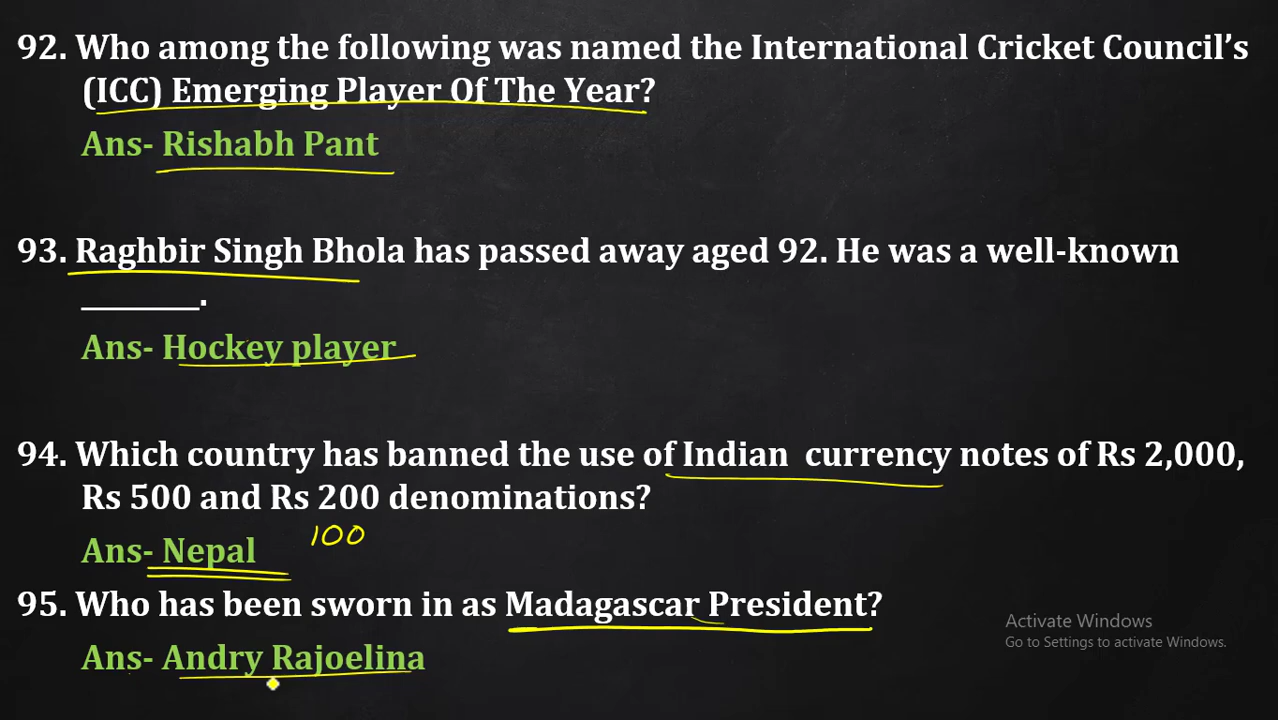 92. Who among the following was named the International Cricket Council's
(ICC) Emerging Player Of The Year?
Ans- Rishabh Pant
93. Raghbir Singh Bhola has passed away aged 92. He was a well-known
_______.
Ans- Hockey player
94. Which country has banned the use of Indian  currency notes of Rs 2,000,
Rs 500 and Rs 200 denominations?
100
Ans- Nepal
95. Who has been sworn in as Madagascar President?
Activate Windows
Go to Settings to activate Windows.
Ans- Andry Rajoelina